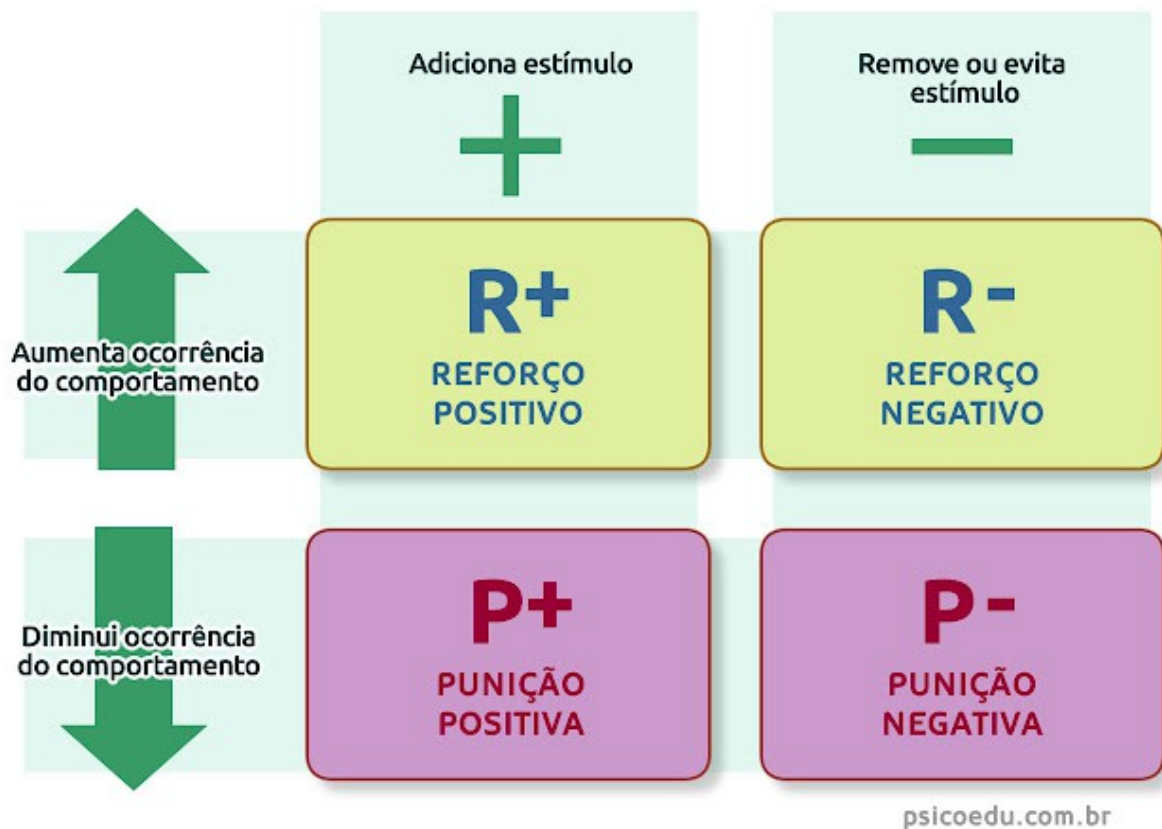 Adiciona estímulo
+
Remove ou evita
estímulo
−
Aumenta ocorrência
do comportamento
R+
REFORÇO
POSITIVO
R-
REFORÇO
NEGATIVO
Diminui ocorrência
do comportamento
P+
PUNIÇÃO
POSITIVA
P-
PUNIÇÃO
NEGATIVA
psicoedu.com.br